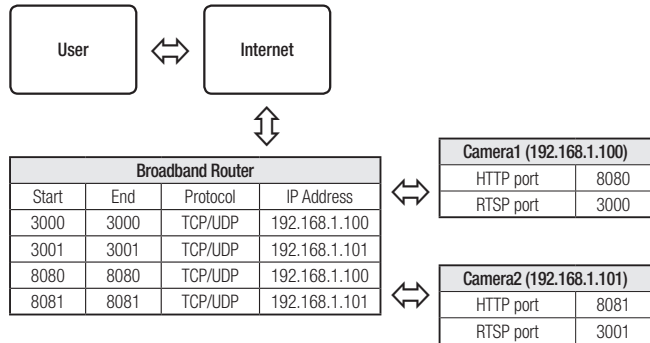 User
Internet
Broadband Router
Start End Protocol IP Address
3000 3000 TCP/UDP 192.168.1.100
3001 3001 TCP/UDP 192.168.1.101
8080 8080 TCP/UDP 192.168.1.100
8081 8081 TCP/UDP 192.168.1.101
Camera1 (192.168.1.100)
HTTP port 8080
RTSP port 3000
Camera2 (192.168.1.101)
HTTP port 8081
RTSP port 3001